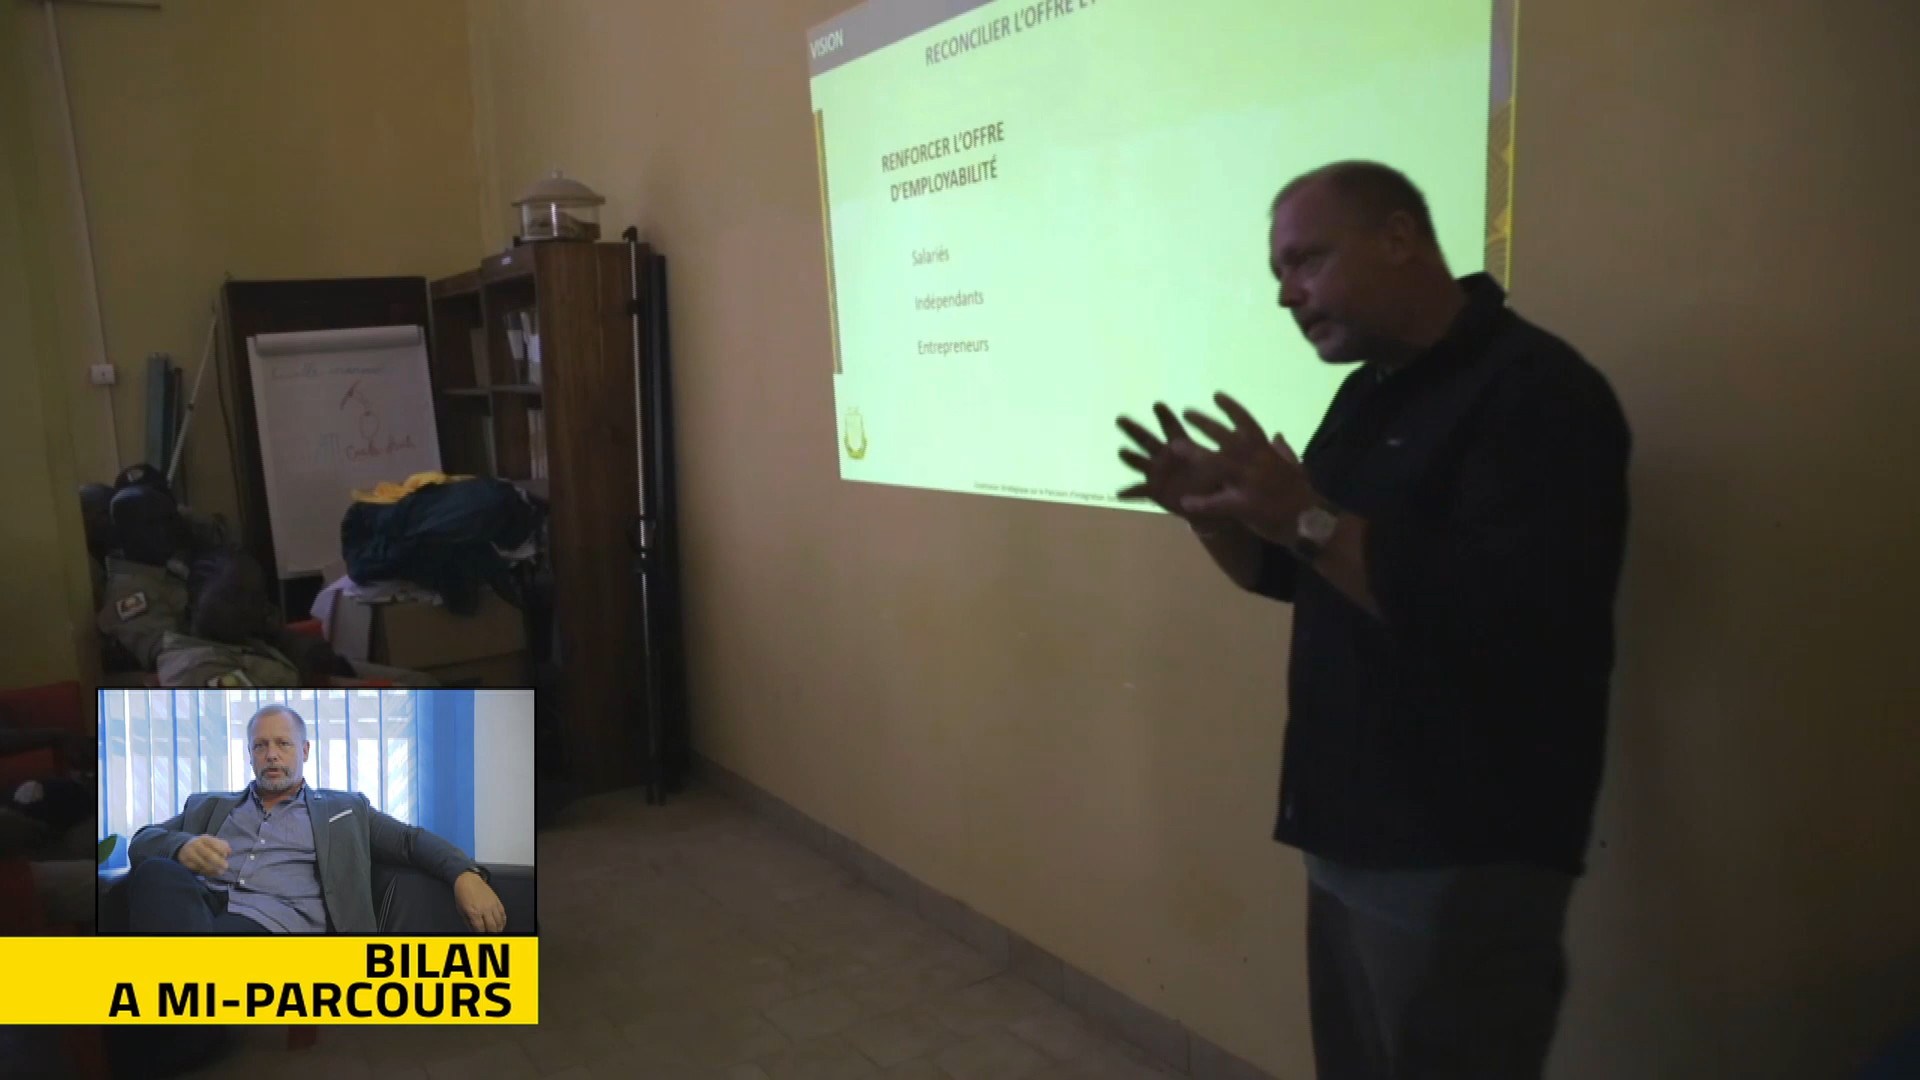 VISION
RECONCILIER L'OFFRE ET
RENFORCER L'OFFRE
D'EMPLOYABILITÉ
Salariés
Indépendants
Entrepreneurs
BILAN
A MI-PARCOURS